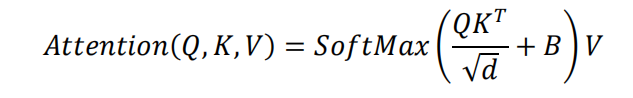 Attention(Q, K, V) = SoftMax(QK^T / √d + B)V